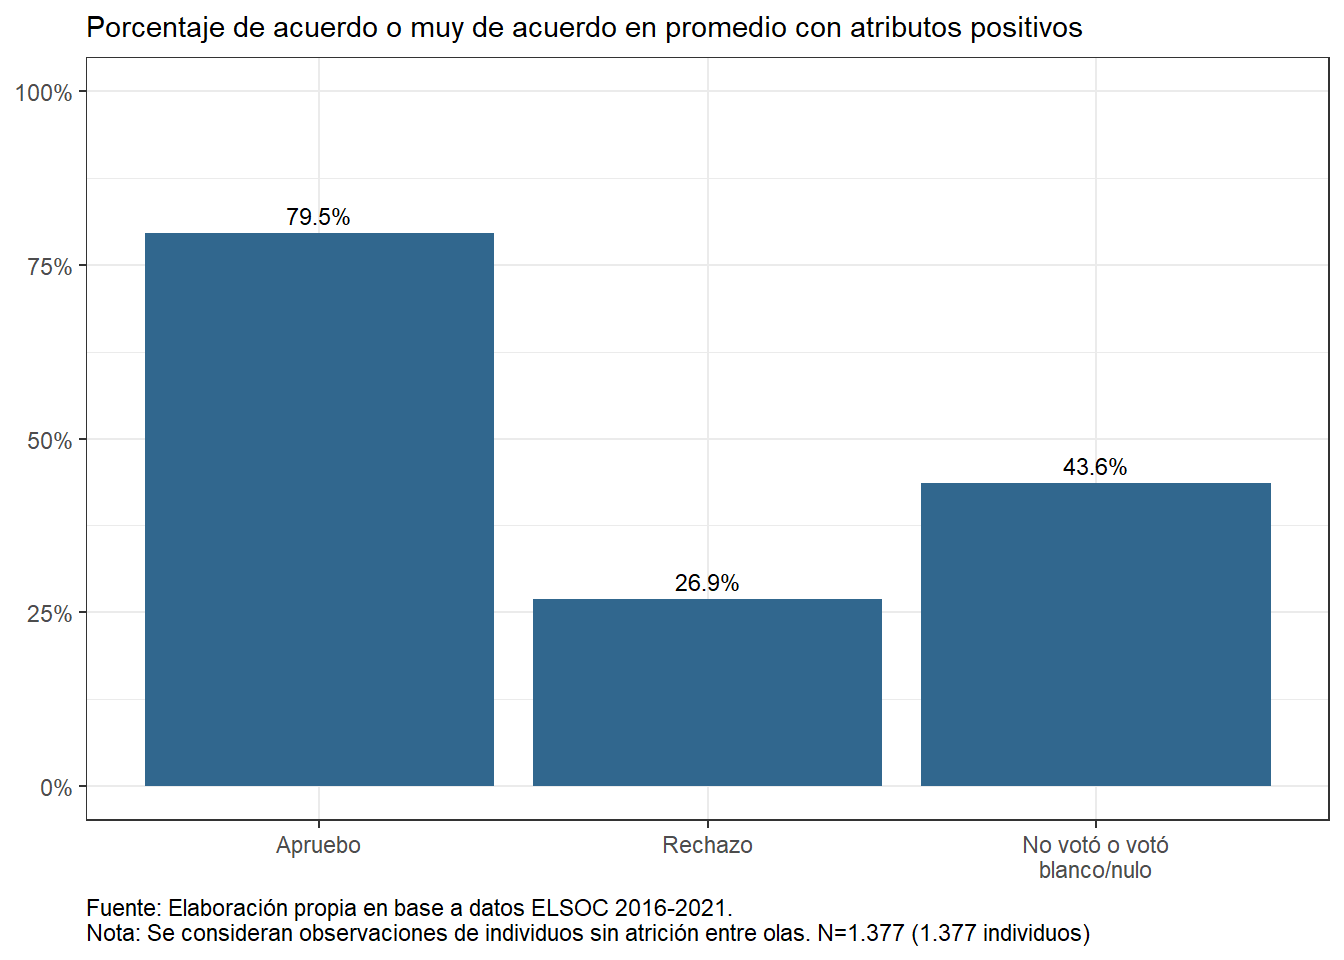 Porcentaje de acuerdo o muy de acuerdo en promedio con atributos positivos
100%
75%
50%
25%
0%
79.5%
26.9%
43.6%
Apruebo
Rechazo
No votó o votó
blanco/nulo
Fuente: Elaboración propia en base a datos ELSOC 2016-2021.
Nota: Se consideran observaciones de individuos sin atrición entre olas. N=1.377 (1.377 individuos)